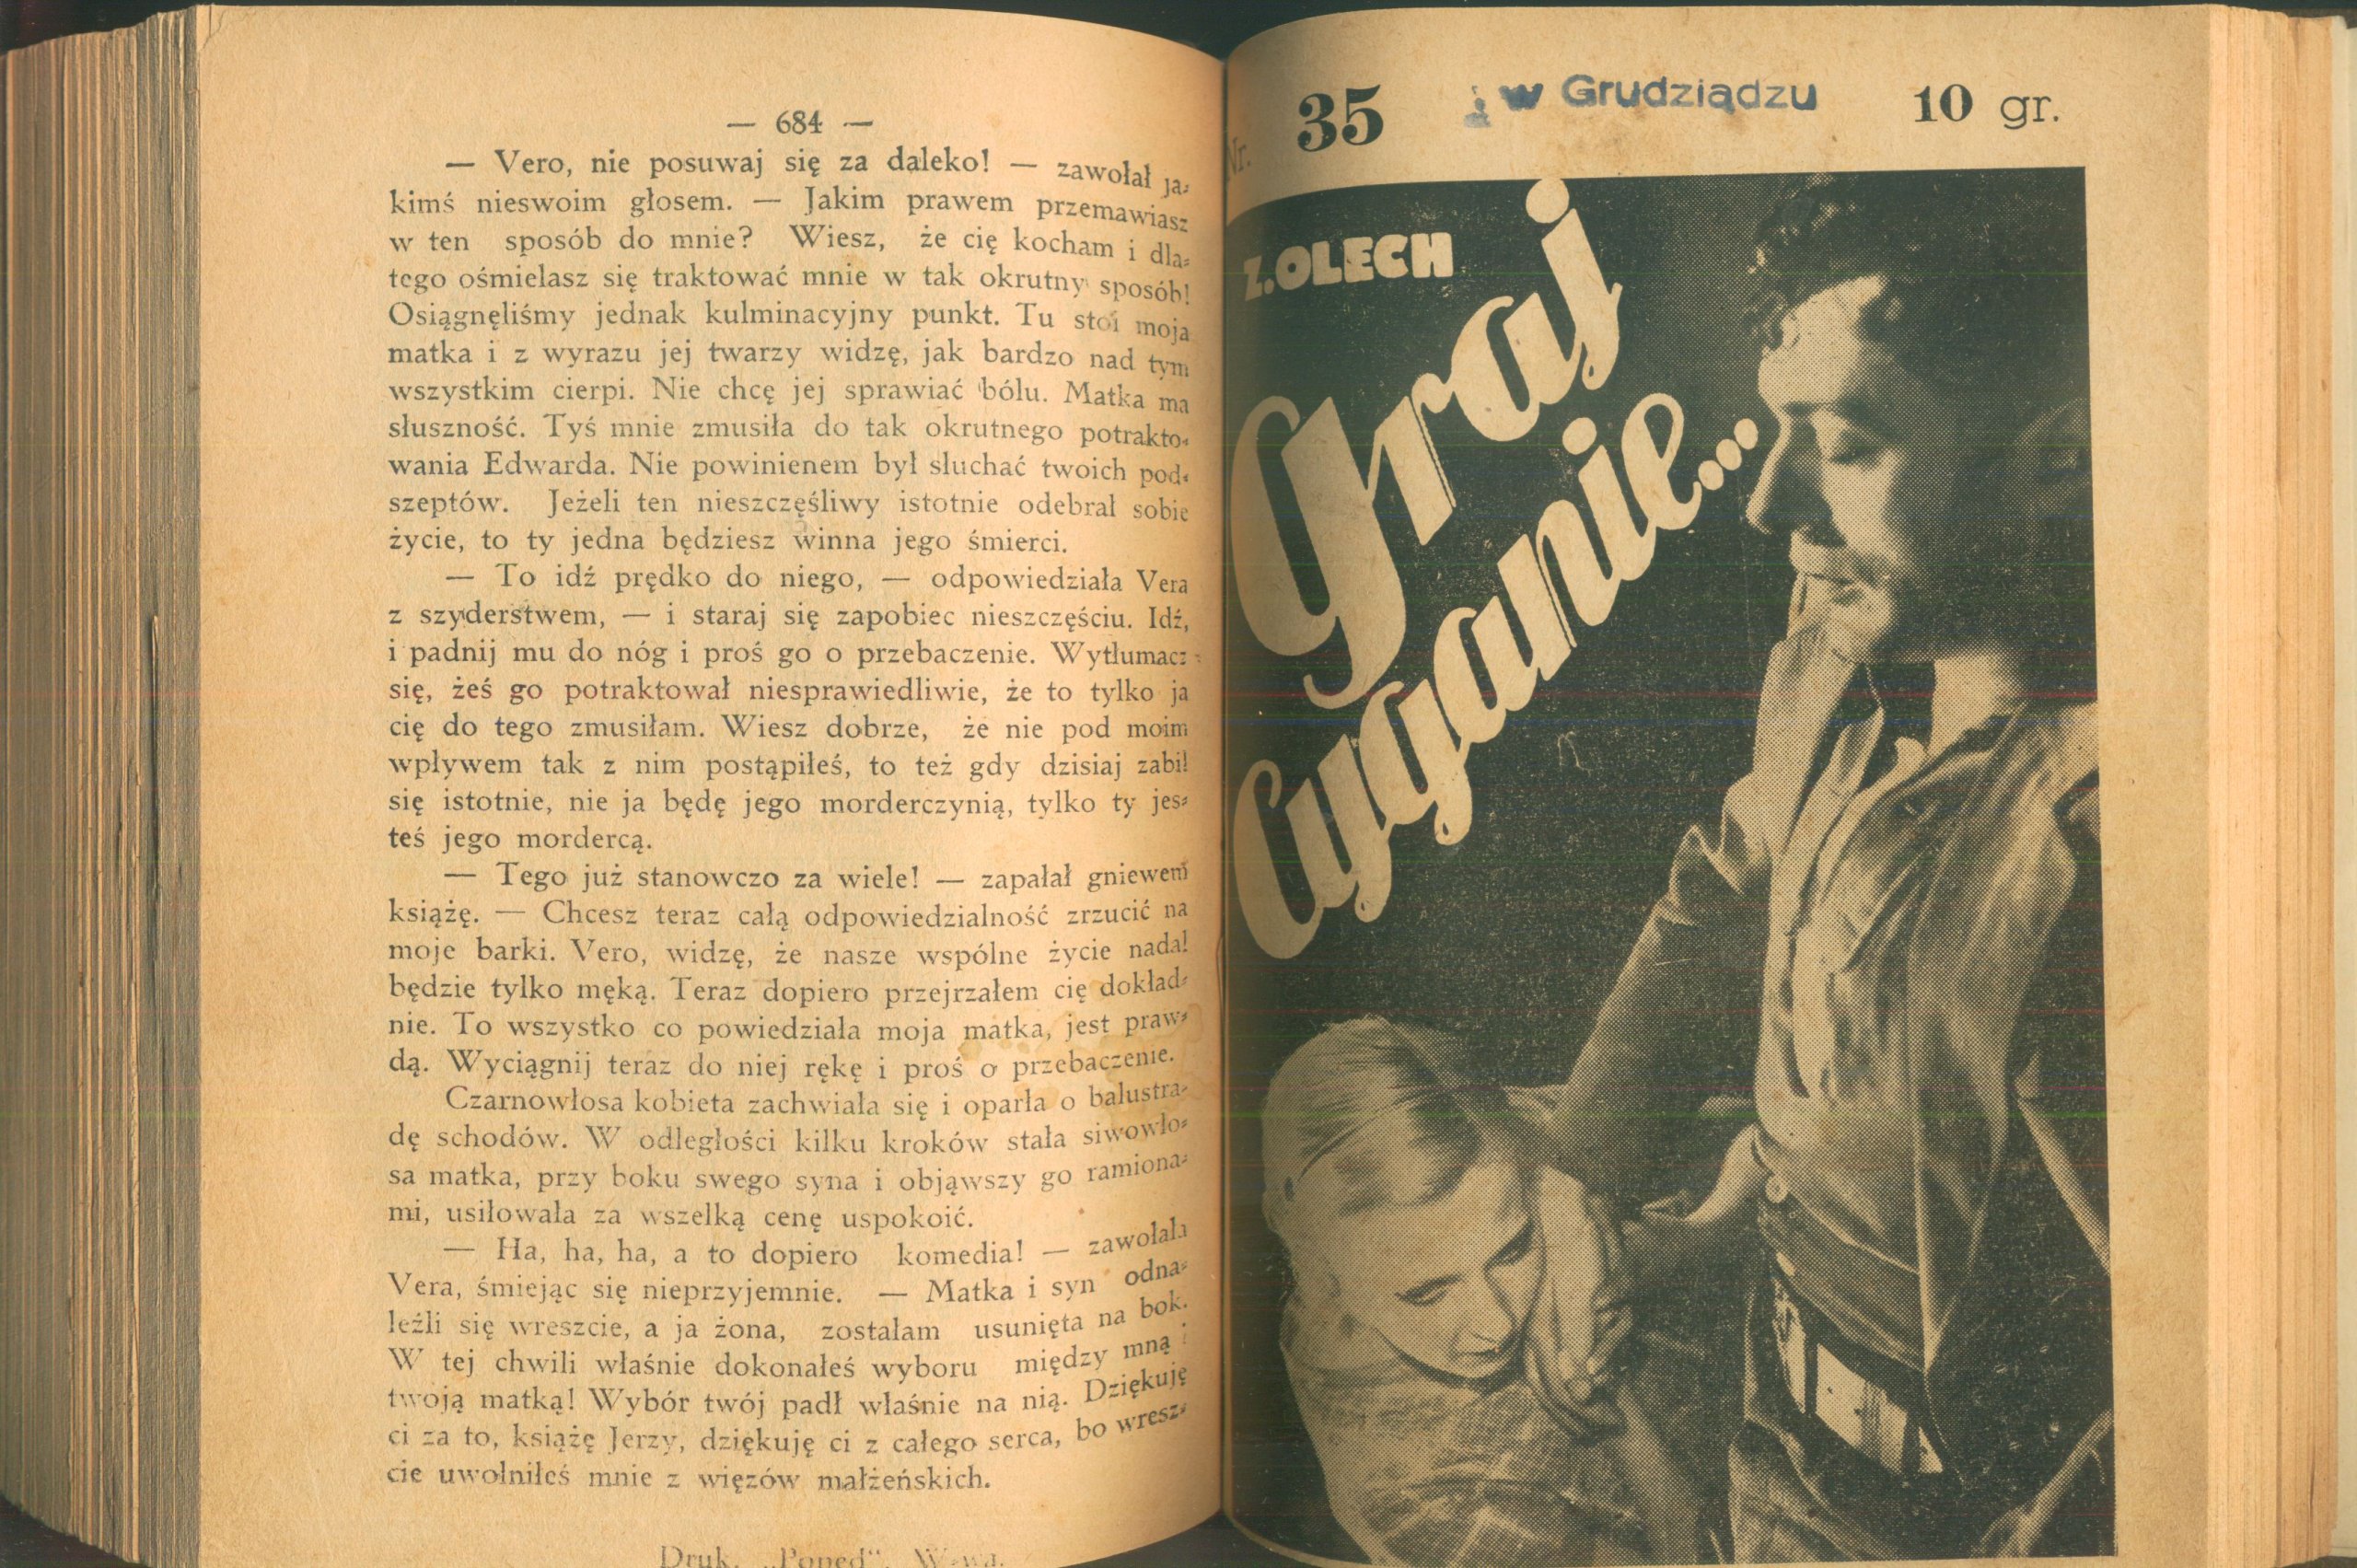 — 684 —
— Vero, nie posuwaj się za daleko! — zawołał ja-
kimś nieswoim głosem. — Jakim prawem przemawiasz
w ten sposób do mnie? Wiesz, że cię kocham i dla-
tego ośmielasz się traktować mnie w tak okrutny sposób!
Osiągnęliśmy jednak kulminacyjny punkt. Tu stoi moja
matka i z wyrazu jej twarzy widzę, jak bardzo nad tym
wszystkim cierpi. Nie chcę jej sprawiać bólu. Matka ma
słuszność. Tyś mnie zmusiła do tak okrutnego potrakto-
wania Edwarda. Nie powinienem był słuchać twoich pod-
szeptów. Jeżeli ten nieszczęśliwy istotnie odebrał sobie
życie, to ty jedna będziesz winna jego śmierci.
— To idź prędko do niego, — odpowiedziała Vera
z szyderstwem, — i staraj się zapobiec nieszczęściu. Idź,
i padnij mu do nóg i proś go o przebaczenie. Wytłumacz
się, żeś go potraktował niesprawiedliwie, że to tylko ja
cię do tego zmusiłam. Wiesz dobrze, że nie pod moim
wpływem tak z nim postąpiłeś, to też gdy dzisiaj zabił
się istotnie, nie ja będę jego morderczynią, tylko ty jes-
teś jego mordercą.
— Tego już stanowczo za wiele! — zapałał gniewem
książę. — Chcesz teraz całą odpowiedzialność zrzucić na
moje barki. Vero, widzę, że nasze wspólne życie nadal
będzie tylko męką. Teraz dopiero przejrzałem cię dokład-
nie. To wszystko co powiedziała moja matka, jest praw-
dą. Wyciągnij teraz do niej rękę i proś o przebaczenie.
Czarnowłosa kobieta zachwiała się i oparła o balustra-
dę schodów. W odległości kilku kroków stała siwowło-
sa matka, przy boku swego syna i objąwszy go ramiona-
mi, usiłowała za wszelką cenę uspokoić.
— Ha, ha, ha, a to dopiero komedia! — zawołała
Vera, śmiejąc się nieprzyjemnie. — Matka i syn odna-
leźli się wreszcie, a ja żona, zostałam usunięta na bok.
W tej chwili właśnie dokonałeś wyboru między mną i
twoją matką! Wybór twój padł właśnie na nią. Dziękuję
ci za to, książę Jerzy, dziękuję ci z całego serca, bo wresz-
cie uwolniłeś mnie z więzów małżeńskich.
Druk. „Poped“. W-wa.
Nr. 35 w Grudziądzu 10 gr.
Z. OLECH
Graj
Cyganie...